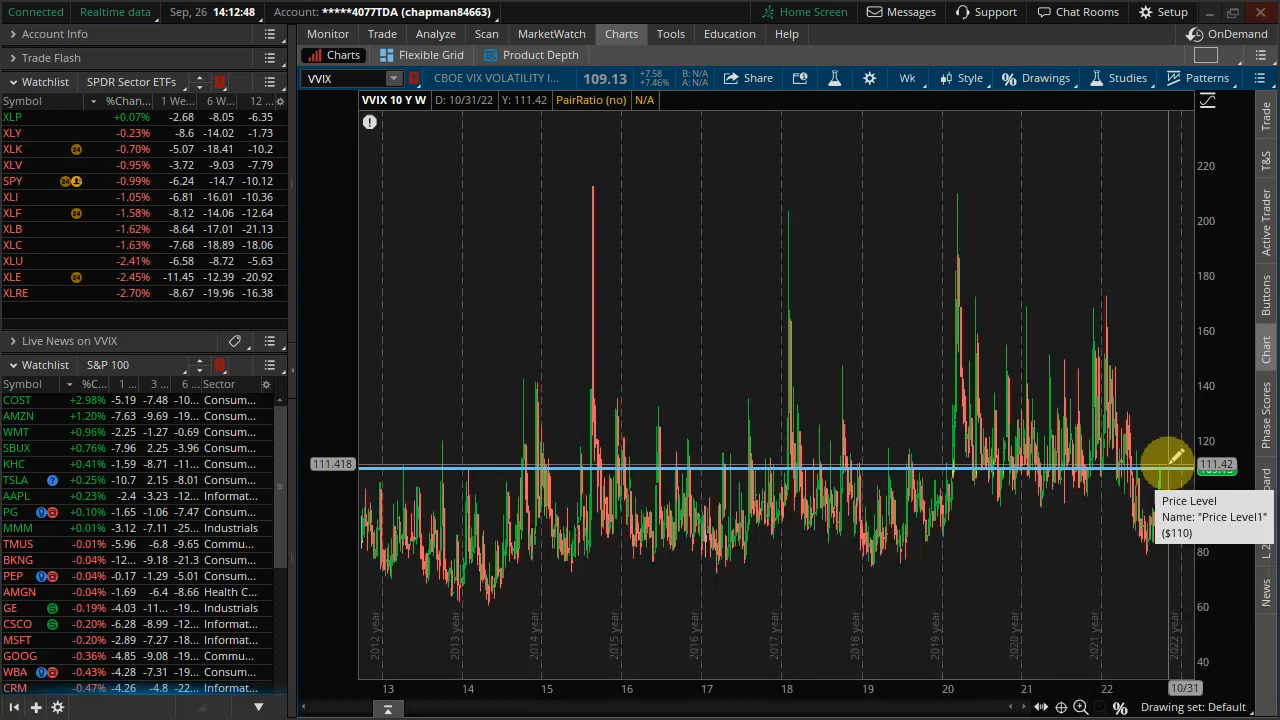 Connected Realtime data Sep, 26 14:12:48 Account: *****4077TDA (chapman84663) Home Screen Messages Support Chat Rooms Setup
Account Info
Trade Flash
Watchlist SPDR Sector ETFs
Symbol %Chan... 1 We... 6 W... 12 ...
XLP +0.07% -2.68 -8.05 -6.35
XLY -0.23% -8.6 -14.02 -1.73
XLK 24 -0.70% -5.07 -18.41 -10.2
XLV -0.95% -3.72 -9.03 -7.79
SPY 24 -0.99% -6.24 -14.7 -10.12
XLI -1.05% -6.81 -16.01 -10.36
XLF 24 -1.58% -8.12 -14.06 -12.64
XLB -1.62% -8.64 -17.01 -21.13
XLC -1.63% -7.68 -18.89 -18.06
XLU -2.41% -6.58 -8.72 -5.63
XLE 24 -2.45% -11.45 -12.39 -20.92
XLRE -2.70% -8.67 -19.96 -16.38
Live News on VVIX
Watchlist S&P 100
Symbol %C... 1 ... 3 ... 6 ... Sector
COST +2.98% -5.19 -7.48 -10... Consum...
AMZN +1.20% -7.63 -9.69 -19... Consum...
WMT +0.96% -2.25 -1.27 -0.69 Consum...
SBUX +0.76% -7.96 2.25 -3.96 Consum...
KHC +0.41% -1.59 -8.71 -11... Consum...
TSLA ? +0.25% -10.7 2.15 -8.01 Consum...
AAPL +0.23% -2.4 -3.23 -12... Informat...
PG +0.10% -1.65 -1.06 -7.47 Consum...
MMM +0.01% -3.12 -7.11 -25... Industrials
TMUS -0.01% -5.96 -6.8 -9.65 Commu...
BKNG -0.04% -12... -9.18 -21.3 Consum...
PEP -0.04% -0.17 -1.29 -5.01 Consum...
AMGN -0.04% -1.69 -6.4 -8.66 Health C...
GE S -0.19% -4.03 -11... -19... Industrials
CSCO S -0.20% -6.28 -8.99 -12... Informat...
MSFT -0.20% -2.89 -7.27 -18... Informat...
GOOG -0.36% -4.85 -9.08 -19... Commu...
WBA -0.43% -4.28 -7.31 -19... Consum...
CRM -0.47% -4.26 -4.8 -22... Informat...
Monitor Trade Analyze Scan MarketWatch Charts Tools Education Help OnDemand
Charts Flexible Grid Product Depth
VVIX CBOE VIX VOLATILITY I... 109.13 +7.58 +7.46% B: N/A A: N/A Share WK Style Drawings Studies Patterns
VVIX 10 Y W D: 10/31/22 Y: 111.42 PairRatio (no) N/A
220
200
180
160
140
120
111.418
111.42
80
60
40
Price Level
Name: "Price Level1"
($110)
2012 year
2013 year
2014 year
2015 year
2016 year
2017 year
2018 year
2019 year
2020 year
2021 year
2022 year
13 14 15 16 17 18 19 20 21 22 10/31
Drawing set: Default
Trade
T&S
Active Trader
Buttons
Chart
Phase Scores
News